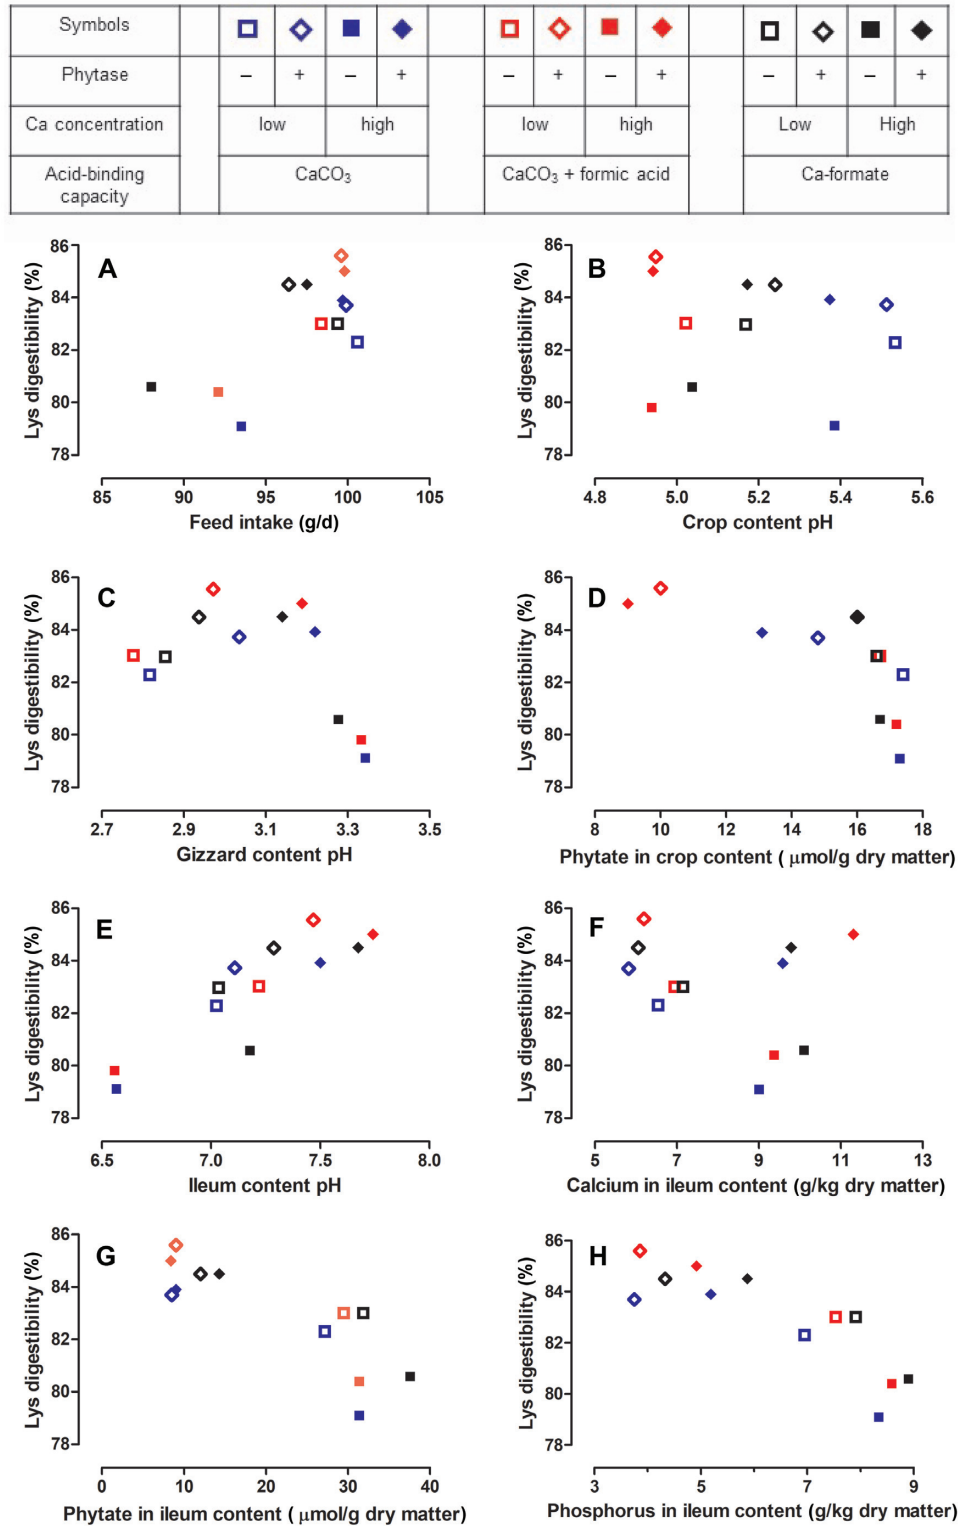 Symbols
Phytase – + – + – + – + – + – +
Ca concentration low high low high Low High
Acid-binding capacity CaCO₃ CaCO₃ + formic acid Ca-formate
A
Lys digestibility (%)
86
84
82
80
78
85 90 95 100 105
Feed intake (g/d)
B
Lys digestibility (%)
86
84
82
80
78
4.8 5.0 5.2 5.4 5.6
Crop content pH
C
Lys digestibility (%)
86
84
82
80
78
2.7 2.9 3.1 3.3 3.5
Gizzard content pH
D
Lys digestibility (%)
86
84
82
80
78
8 10 12 14 16 18
Phytate in crop content ( μmol/g dry matter)
E
Lys digestibility (%)
86
84
82
80
78
6.5 7.0 7.5 8.0
Ileum content pH
F
Lys digestibility (%)
86
84
82
80
78
5 7 9 11 13
Calcium in ileum content (g/kg dry matter)
G
Lys digestibility (%)
86
84
82
80
78
0 10 20 30 40
Phytate in ileum content ( μmol/g dry matter)
H
Lys digestibility (%)
86
84
82
80
78
3 5 7 9
Phosphorus in ileum content (g/kg dry matter)